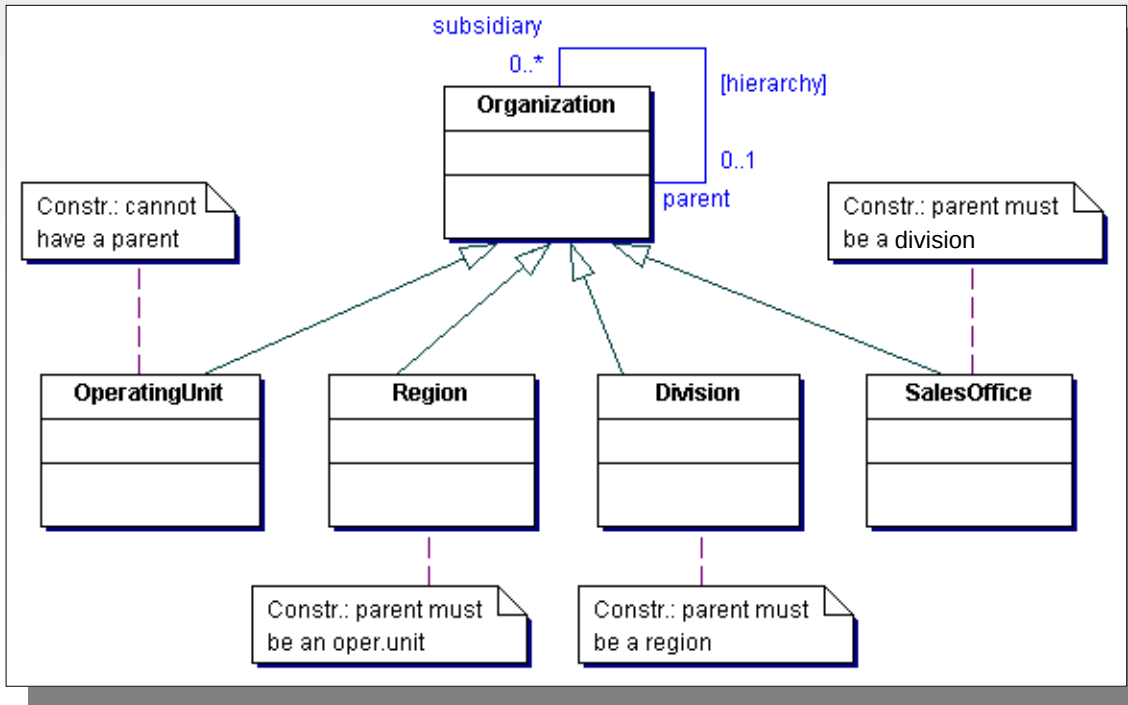 subsidiary
0..*
[hierarchy]
Organization
0..1
parent
Constr.: cannot
have a parent
Constr.: parent must
be a division
OperatingUnit
Region
Division
SalesOffice
Constr.: parent must
be an oper.unit
Constr.: parent must
be a region